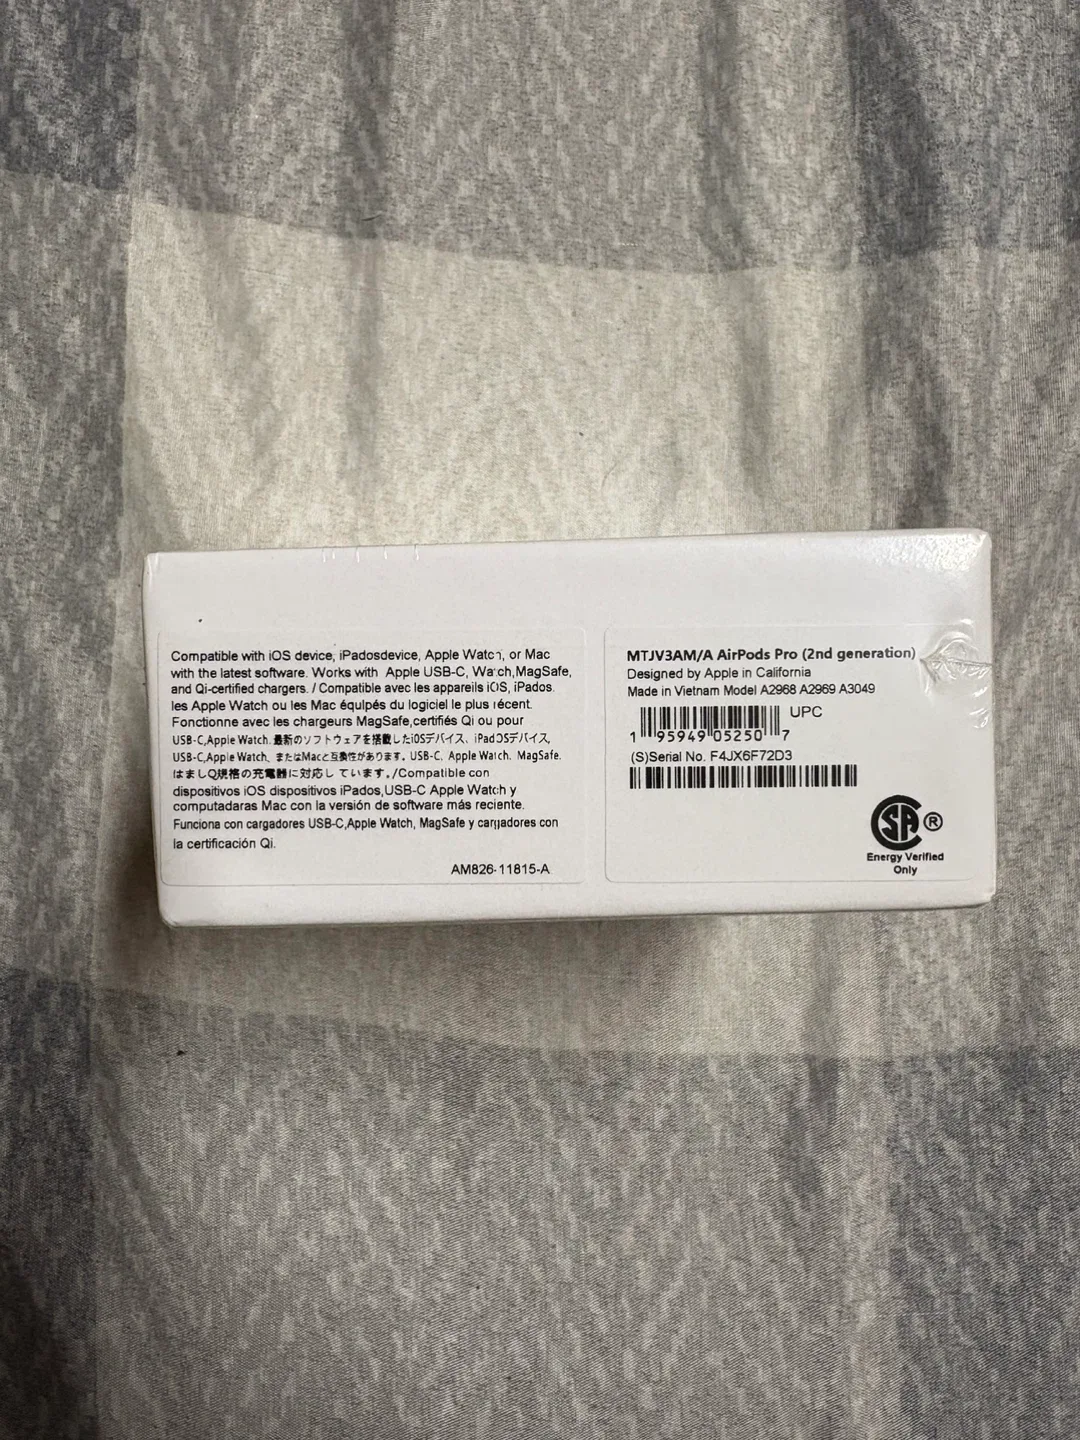 Compatible with iOS device, iPadosdevice, Apple Watch, or Mac
with the latest software. Works with Apple USB-C, Watch,MagSafe,
and Qi-certified chargers. / Compatible avec les appareils iOS, iPados.
les Apple Watch ou les Mac équipés du logiciel le plus récent.
Fonctionne avec les chargeurs MagSafe,certifiés Qi ou pour
USB-C,Apple Watch. 最新のソフトウェアを搭載したiOSデバイス、iPadOSデバイス,
USB-C,Apple Watch、またはMacと互換性があります。USB-C, Apple Watch. MagSafe.
はましQi規格の充電器に対応し ています。/Compatible con
dispositivos iOS dispositivos iPados,USB-C Apple Watch y
computadaras Mac con la versión de software más reciente.
Funciona con cargadores USB-C,Apple Watch, MagSafe y cargadores con
la certificación Qi.
AM826-11815-A
MTJV3AM/A AirPods Pro (2nd generation)
Designed by Apple in California
Made in Vietnam Model A2968 A2969 A3049
UPC
1 95949 05250 7
(S)Serial No. F4JX6F72D3
SA ®
Energy Verified
Only